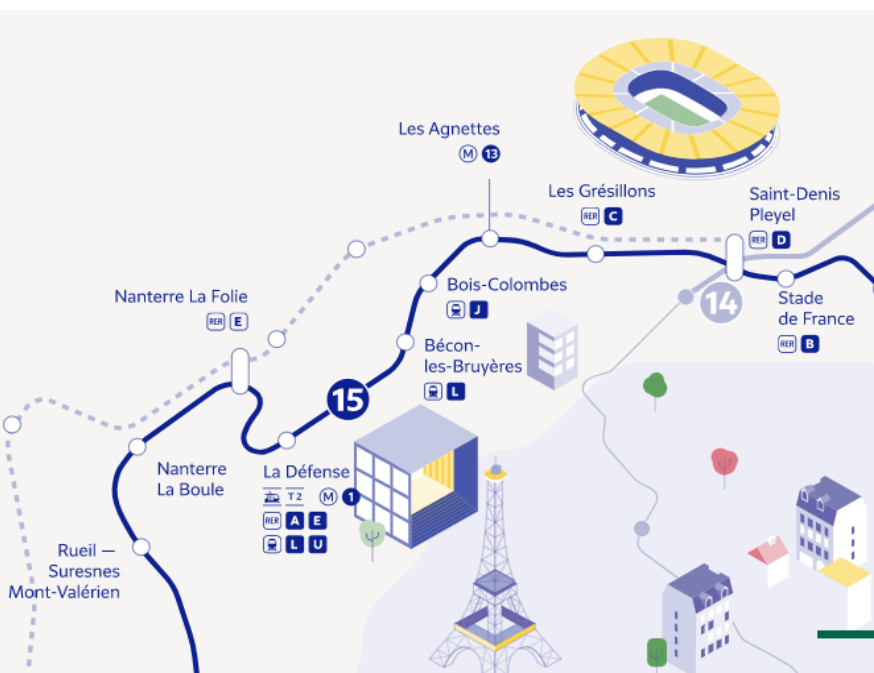 Les Agnettes
M 13
Les Grésillons
RER C
Saint-Denis
Pleyel
RER D
Nanterre La Folie
RER E
Bois-Colombes
J
14
Stade
de France
RER B
Bécon-
les-Bruyères
L
15
Nanterre
La Boule
La Défense
T2 M 1
RER A E
L U
Rueil —
Suresnes
Mont-Valérien